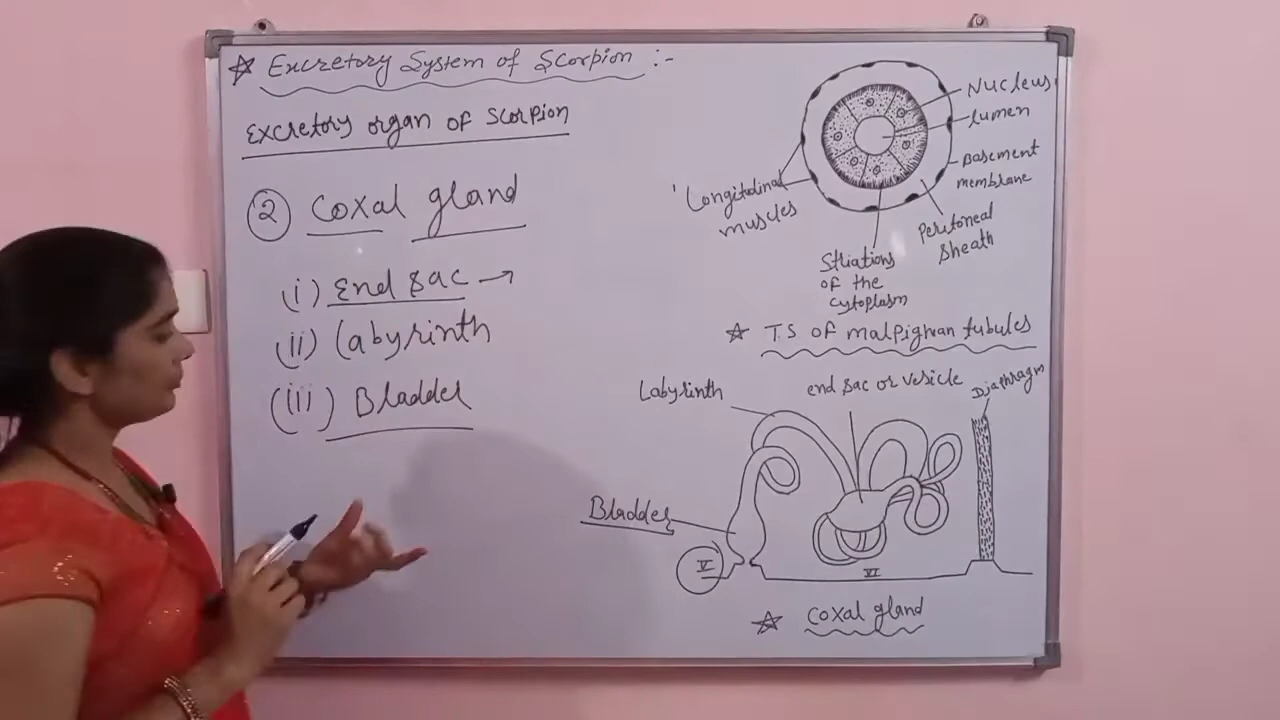 ☆ Excretory System of Scorpion :-
Excretory organ of Scorpion
② Coxal gland
(i) End sac →
(ii) Labyrinth
(iii) Bladder
Nucleus
lumen
Basement
membrane
Peritoneal
Sheath
Longitudinal
muscles
Striations
of the
cytoplasm
☆ T.S of malpighian tubules
Labyrinth
end sac or vesicle
Diaphragm
Bladder
V
VI
☆ Coxal gland